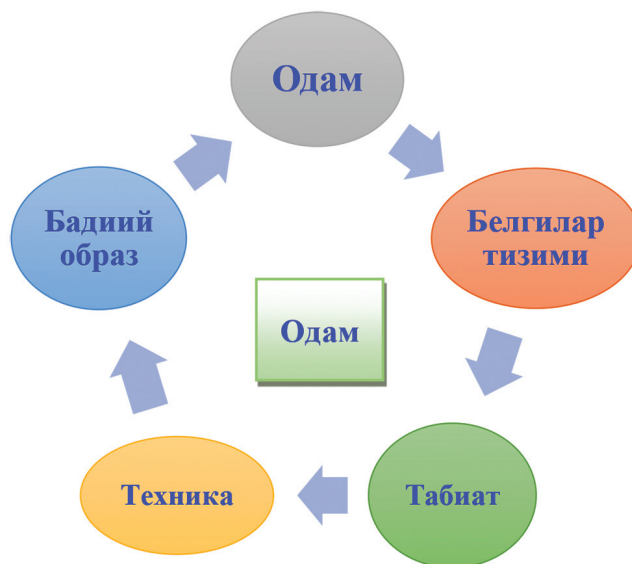 Одам
Белгилар
тизими
Табиат
Техника
Бадиий
образ
Одам